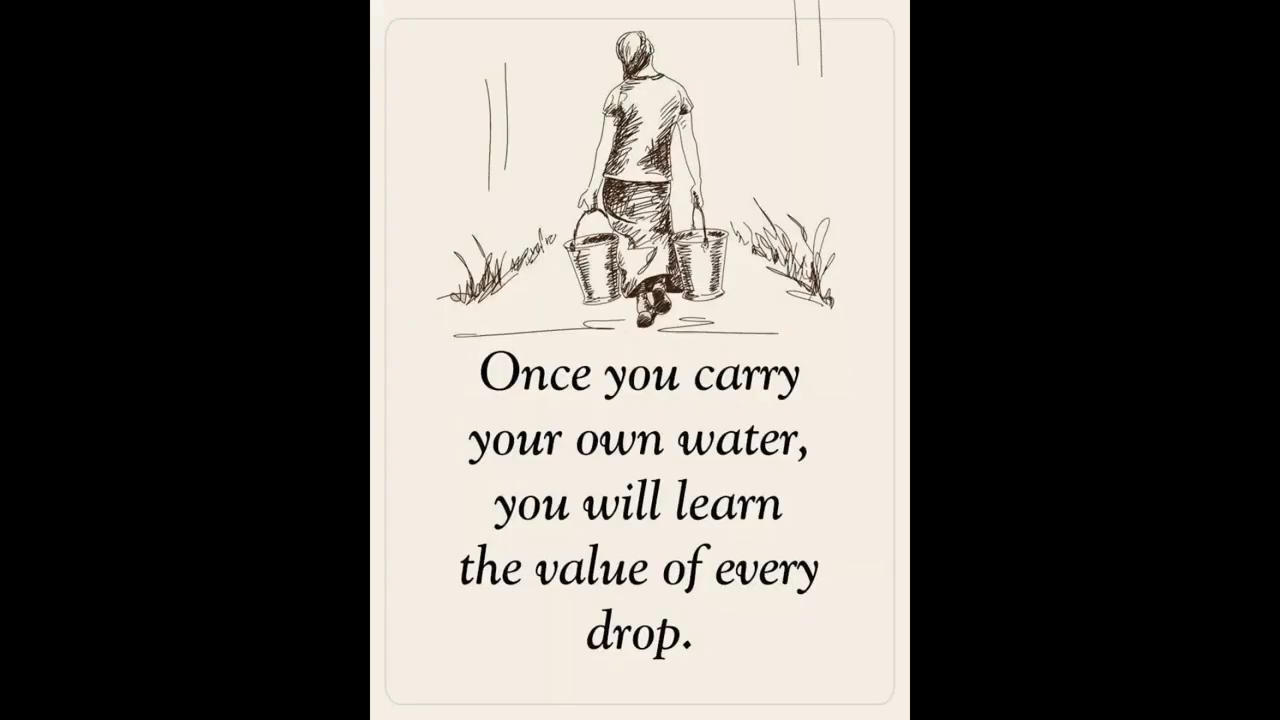 Once you carry
your own water,
you will learn
the value of every
drop.